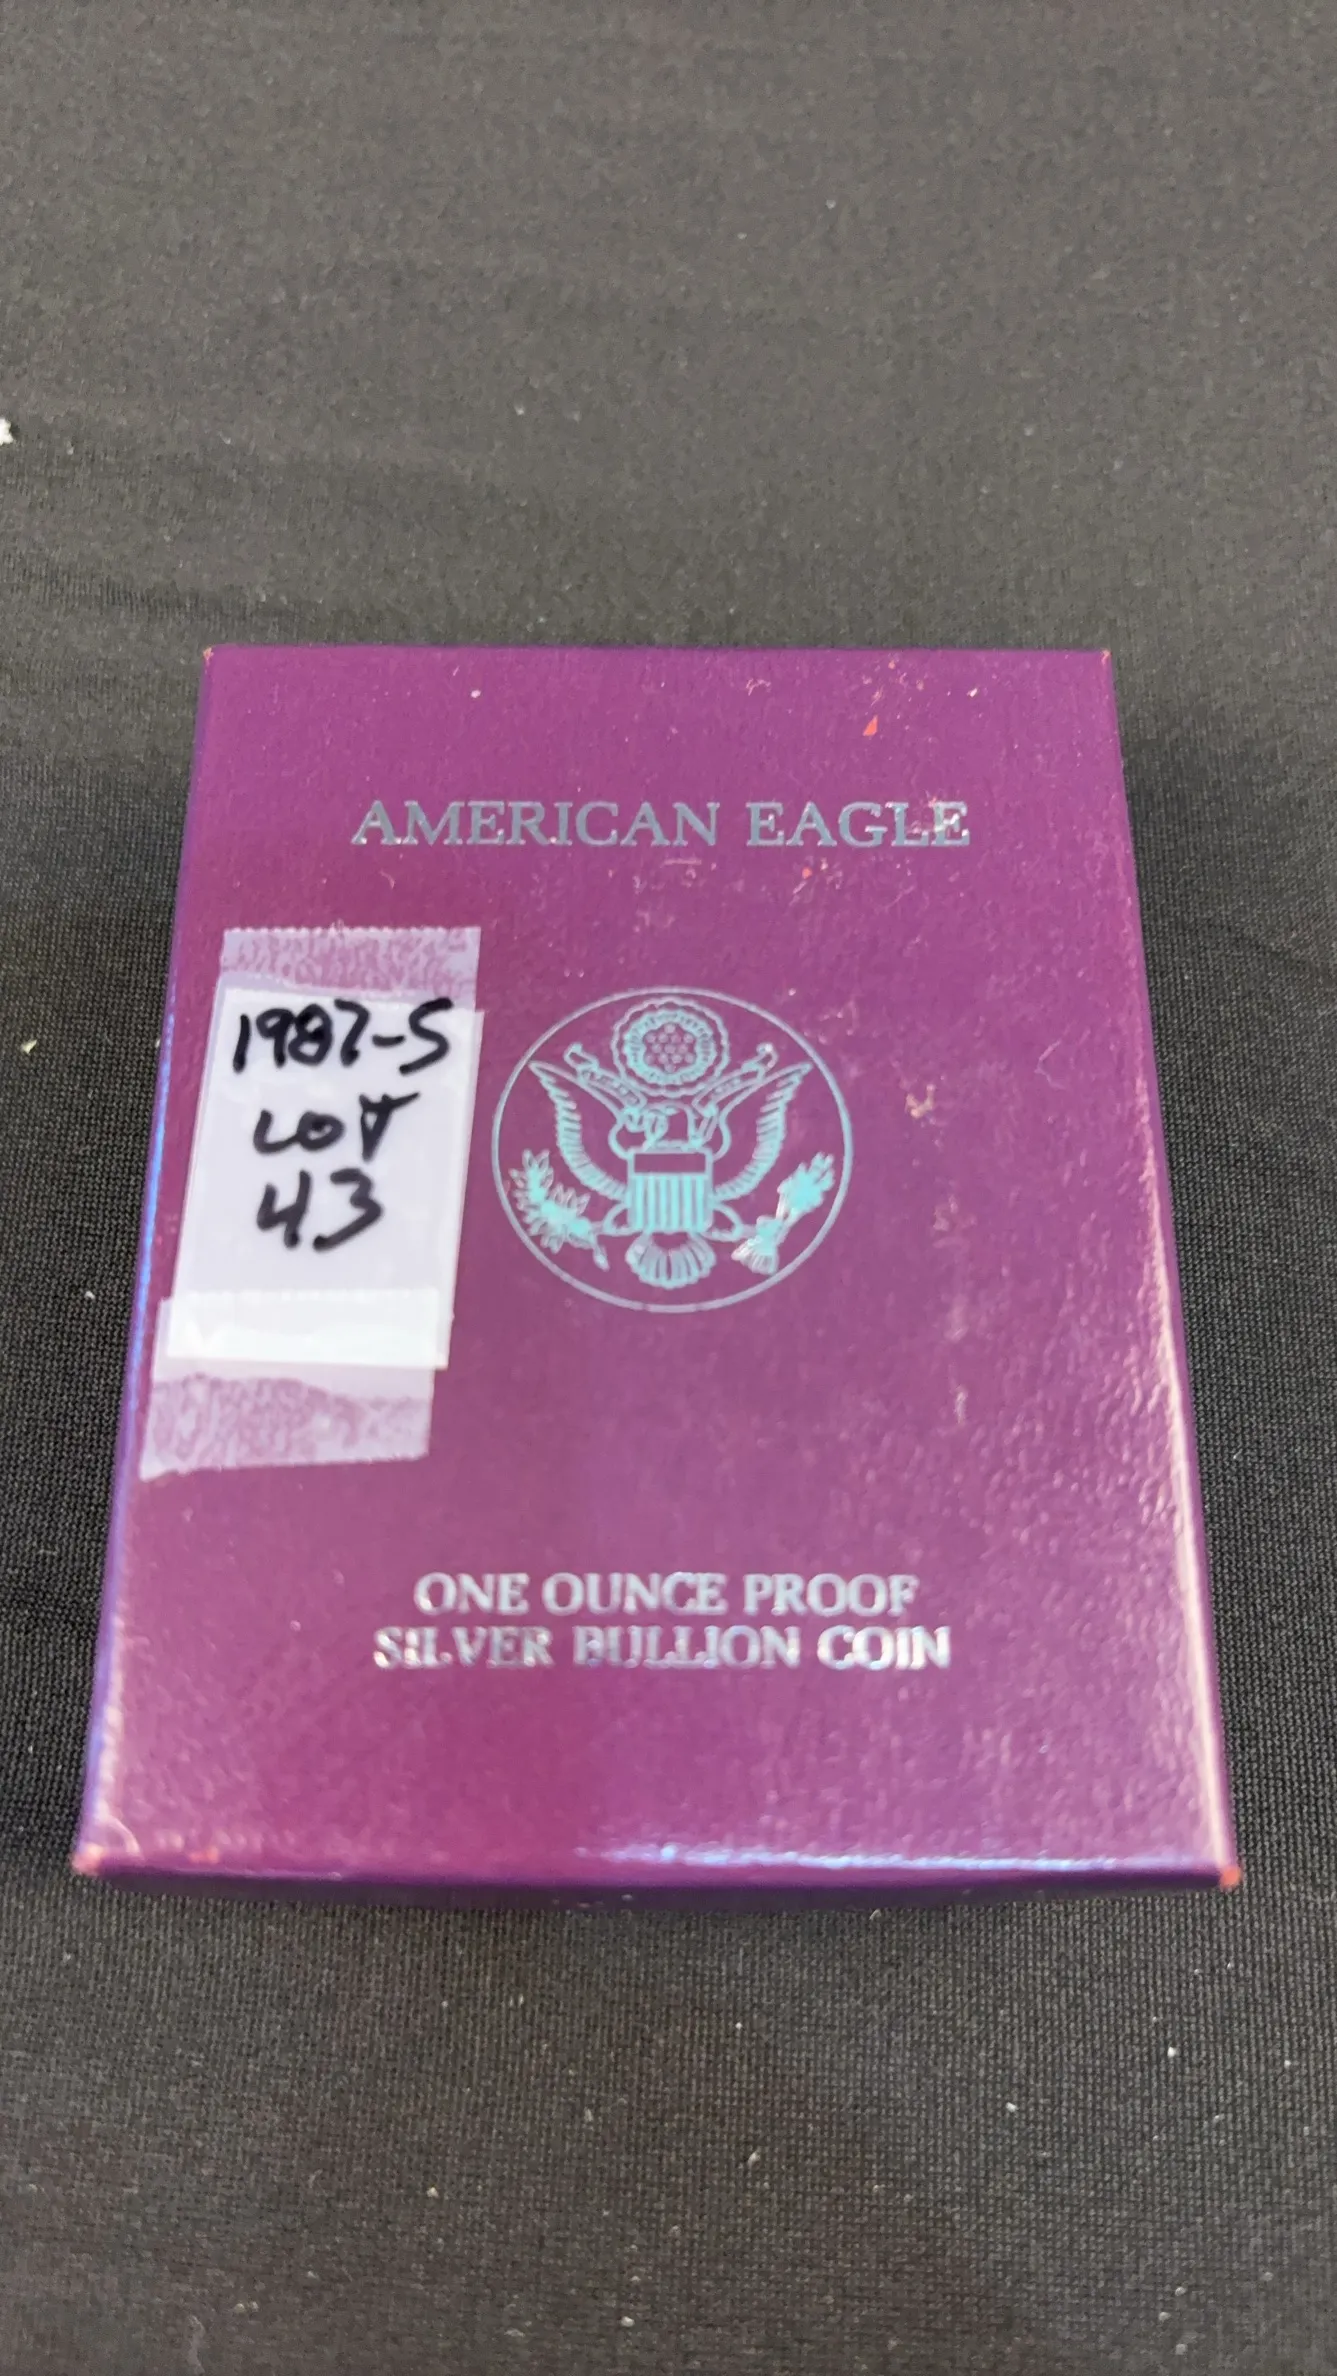 AMERICAN EAGLE
1987-S
LOT
43
ONE OUNCE PROOF
SILVER BULLION COIN